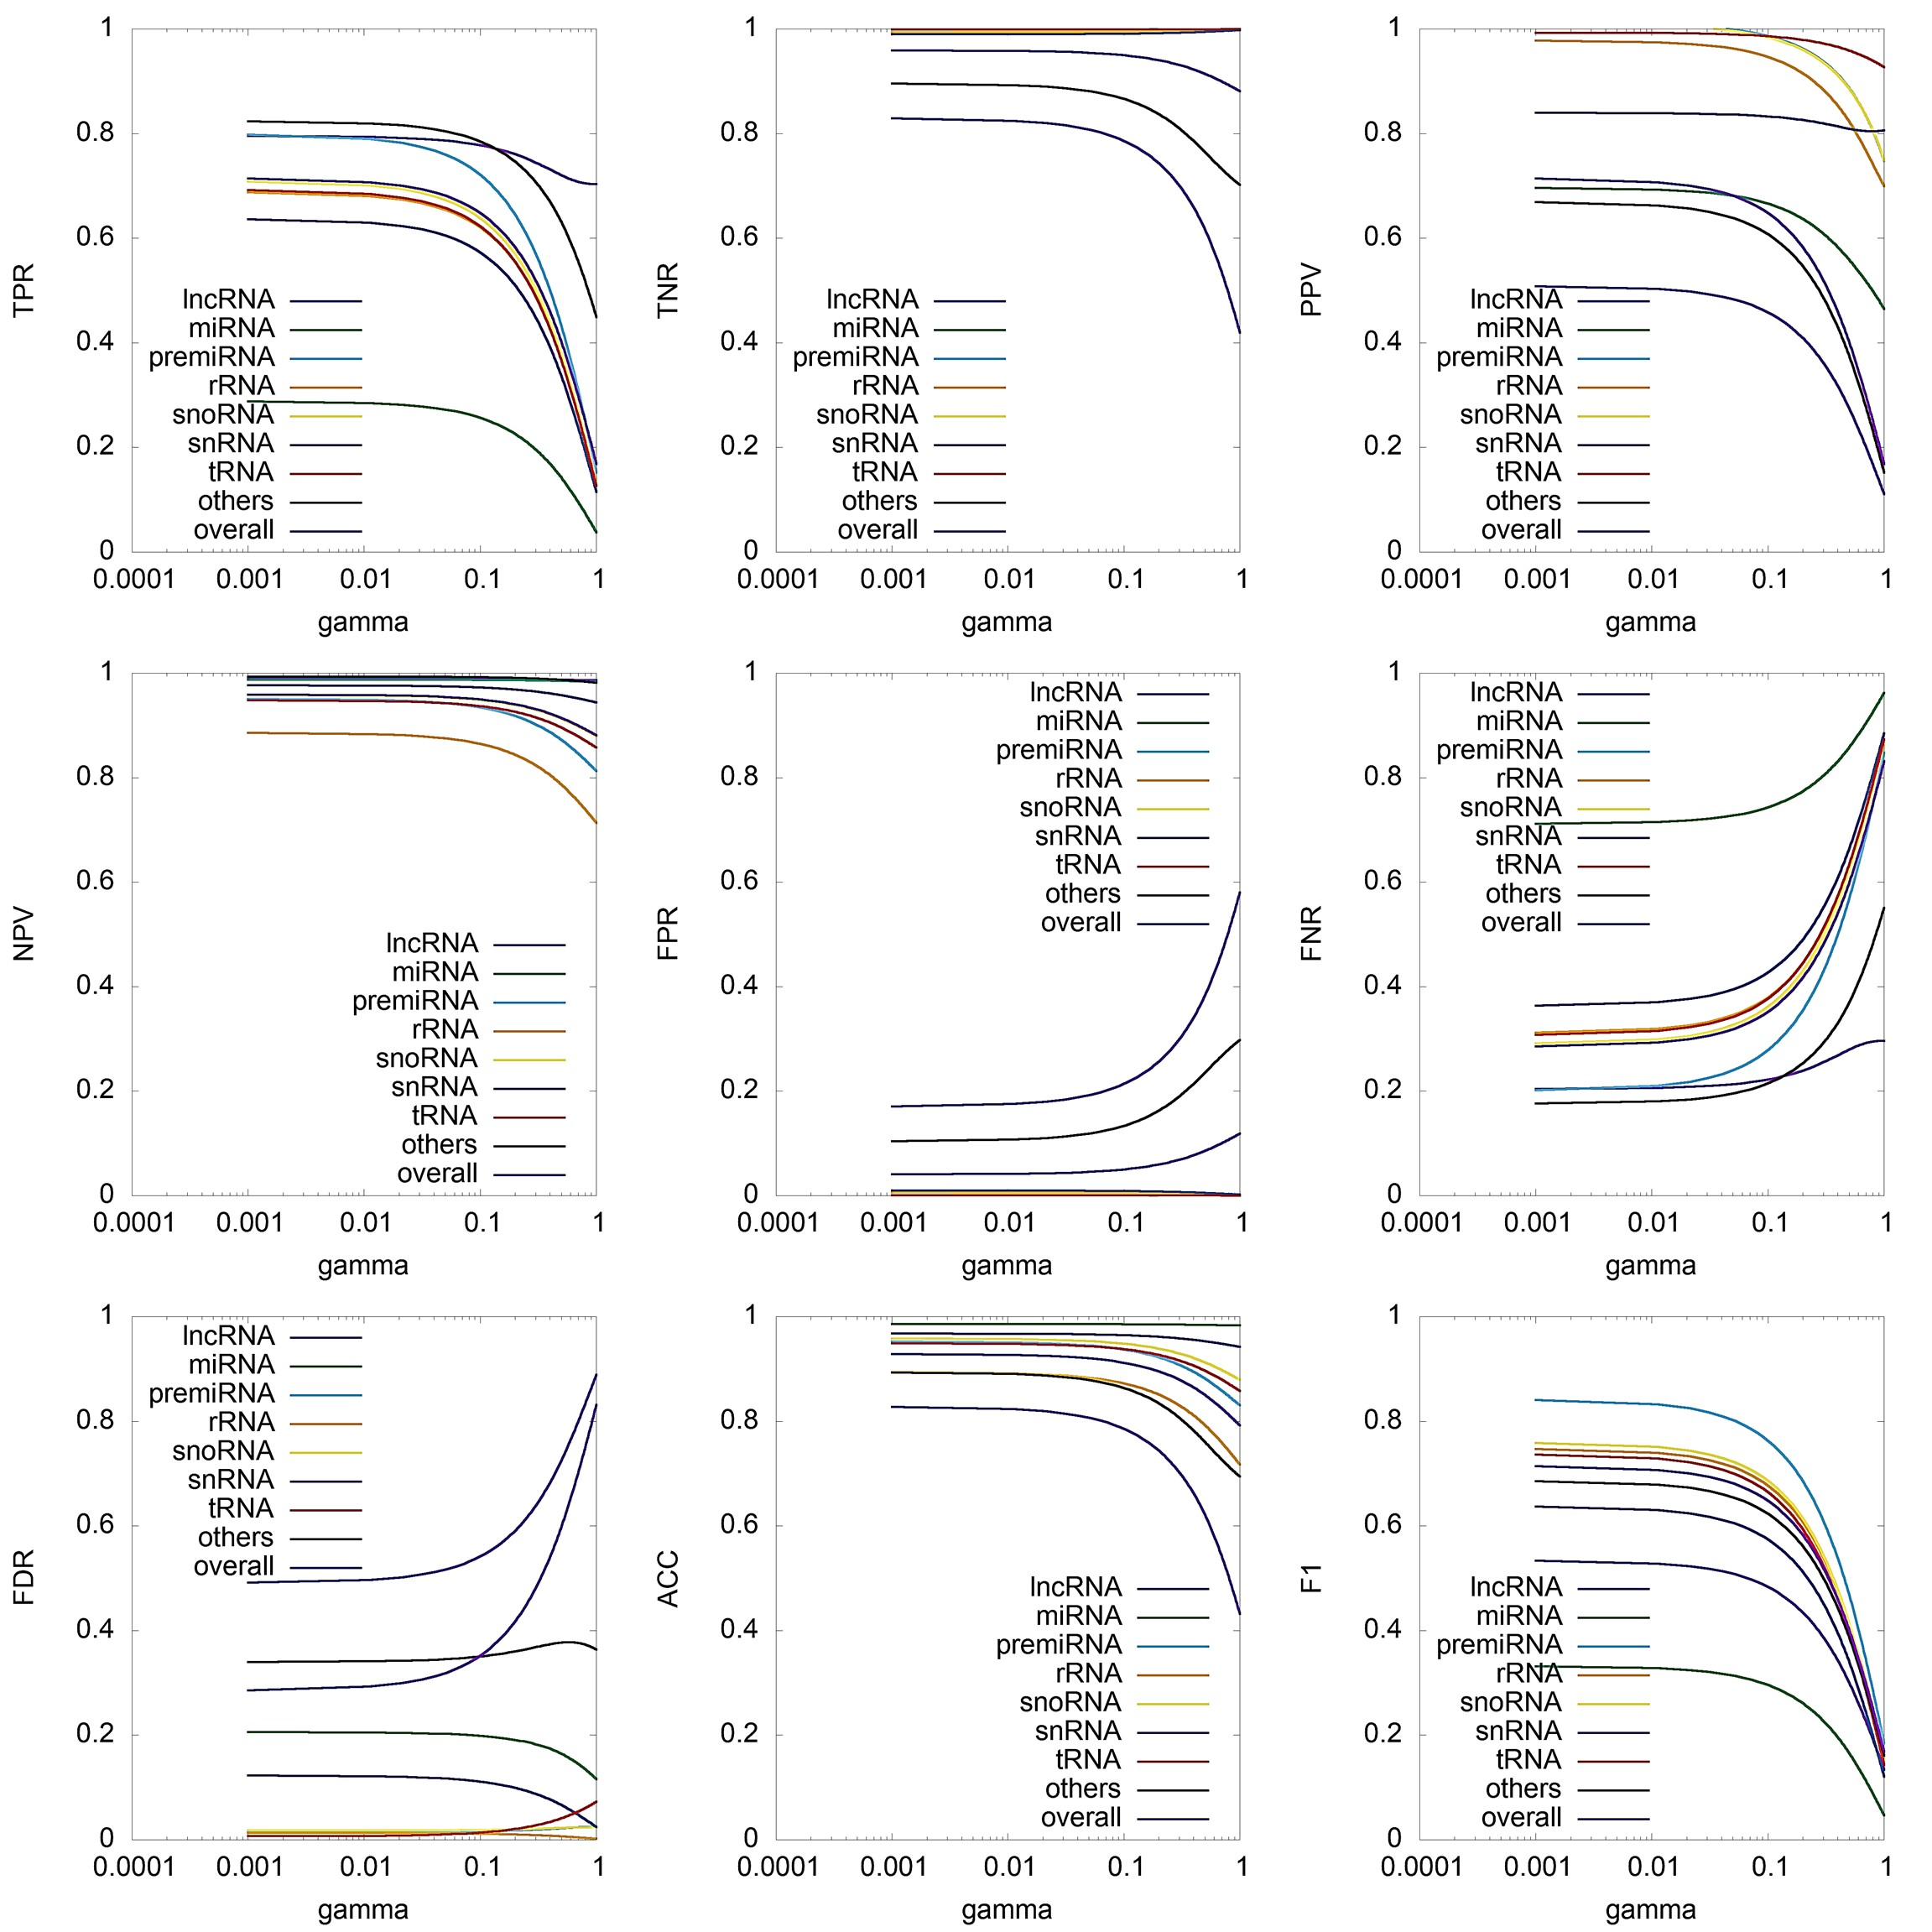 1
0.8
0.6
0.4
0.2
0
TPR
lncRNA
miRNA
premiRNA
rRNA
snoRNA
snRNA
tRNA
others
overall
0.0001 0.001 0.01 0.1 1
gamma
1
0.8
0.6
0.4
0.2
0
TNR
lncRNA
miRNA
premiRNA
rRNA
snoRNA
snRNA
tRNA
others
overall
0.0001 0.001 0.01 0.1 1
gamma
1
0.8
0.6
0.4
0.2
0
PPV
lncRNA
miRNA
premiRNA
rRNA
snoRNA
snRNA
tRNA
others
overall
0.0001 0.001 0.01 0.1 1
gamma
1
0.8
0.6
0.4
0.2
0
NPV
lncRNA
miRNA
premiRNA
rRNA
snoRNA
snRNA
tRNA
others
overall
0.0001 0.001 0.01 0.1 1
gamma
1
0.8
0.6
0.4
0.2
0
FPR
lncRNA
miRNA
premiRNA
rRNA
snoRNA
snRNA
tRNA
others
overall
0.0001 0.001 0.01 0.1 1
gamma
1
0.8
0.6
0.4
0.2
0
FNR
lncRNA
miRNA
premiRNA
rRNA
snoRNA
snRNA
tRNA
others
overall
0.0001 0.001 0.01 0.1 1
gamma
1
0.8
0.6
0.4
0.2
0
FDR
lncRNA
miRNA
premiRNA
rRNA
snoRNA
snRNA
tRNA
others
overall
0.0001 0.001 0.01 0.1 1
gamma
1
0.8
0.6
0.4
0.2
0
ACC
lncRNA
miRNA
premiRNA
rRNA
snoRNA
snRNA
tRNA
others
overall
0.0001 0.001 0.01 0.1 1
gamma
1
0.8
0.6
0.4
0.2
0
F1
lncRNA
miRNA
premiRNA
rRNA
snoRNA
snRNA
tRNA
others
overall
0.0001 0.001 0.01 0.1 1
gamma